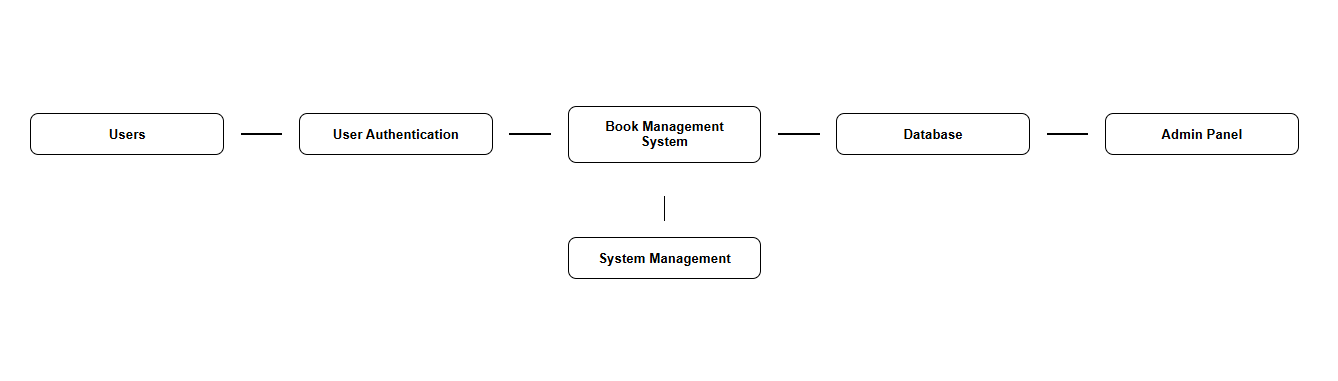 Users
User Authentication
Book Management
System
Database
Admin Panel
System Management